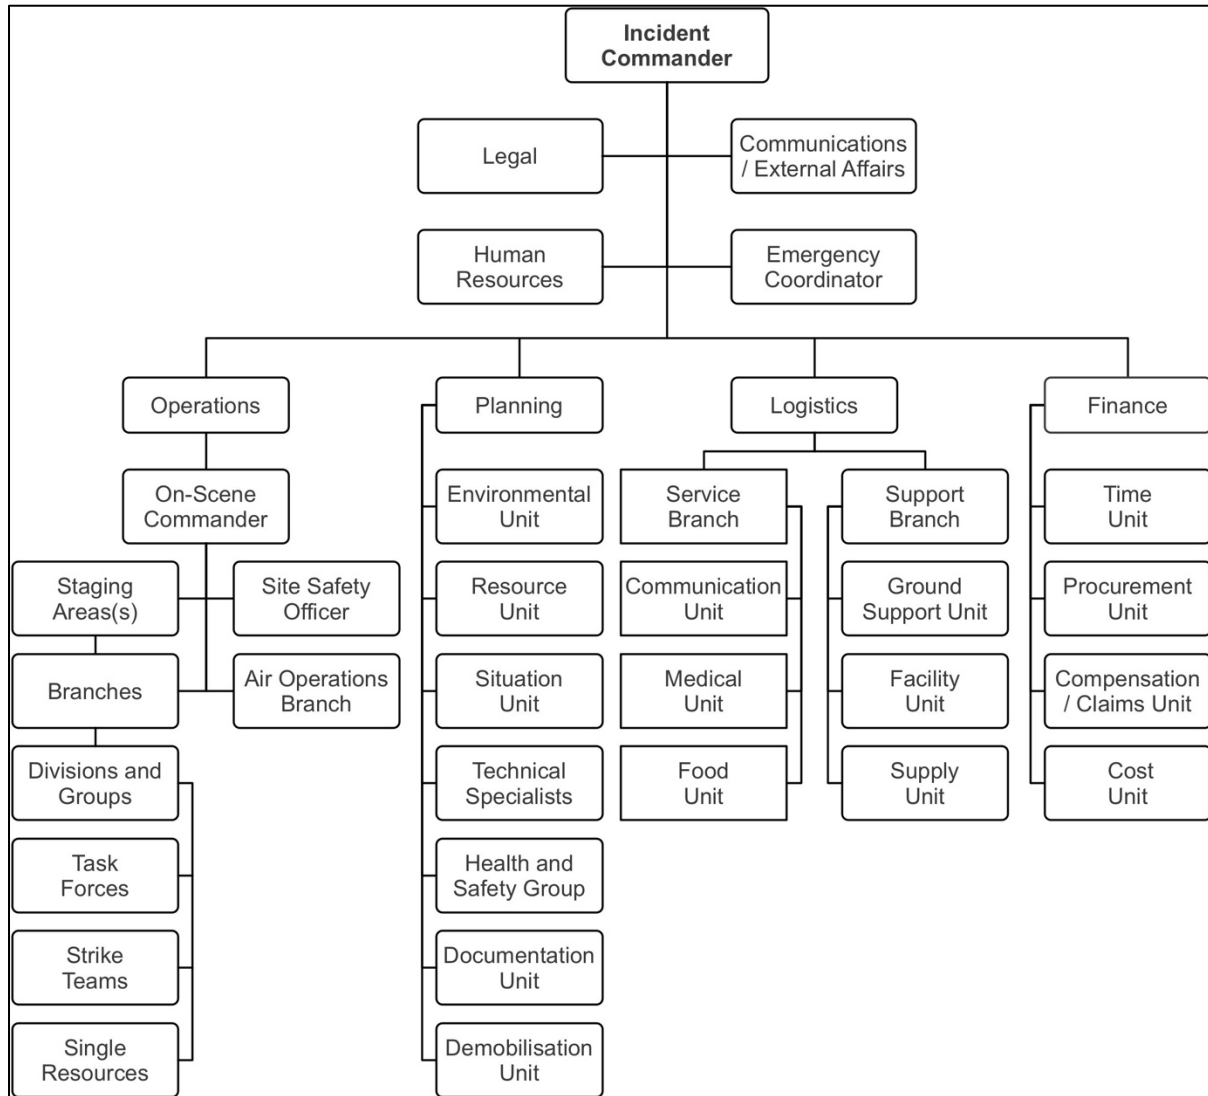 Incident
Commander
Legal
Communications
/ External Affairs
Human
Resources
Emergency
Coordinator
Operations
Planning
Logistics
Finance
On-Scene
Commander
Environmental
Unit
Service
Branch
Support
Branch
Time
Unit
Staging
Areas(s)
Site Safety
Officer
Resource
Unit
Communication
Unit
Ground
Support Unit
Procurement
Unit
Branches
Air Operations
Branch
Situation
Unit
Medical
Unit
Facility
Unit
Compensation
/ Claims Unit
Divisions and
Groups
Technical
Specialists
Food
Unit
Supply
Unit
Cost
Unit
Task
Forces
Health and
Safety Group
Strike
Teams
Documentation
Unit
Single
Resources
Demobilisation
Unit